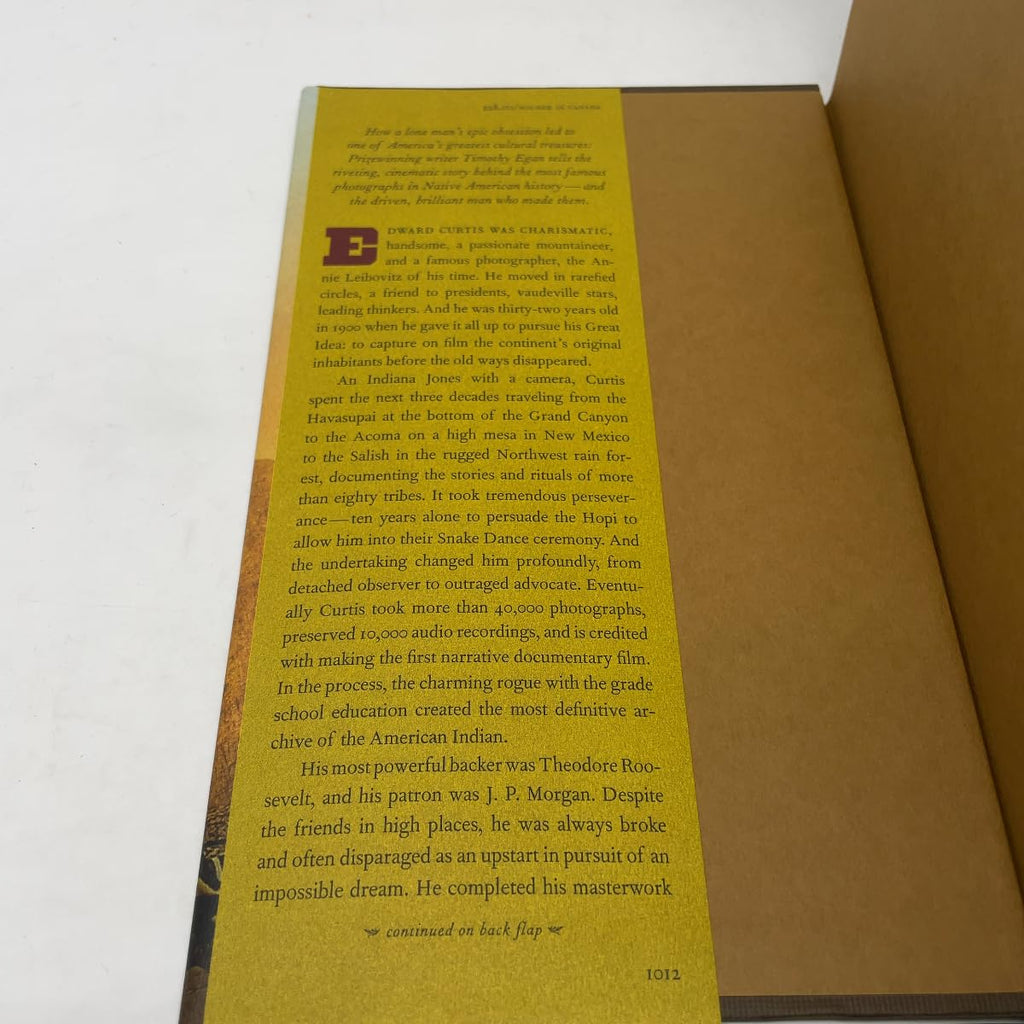 HIGHER IN CANADA
How a lone man's epic obsession led to
one of America's greatest cultural treasures:
Prizewinning writer Timothy Egan tells the
riveting, cinematic story behind the most famous
photographs in Native American history — and
the driven, brilliant man who made them.
EDWARD CURTIS WAS CHARISMATIC,
handsome, a passionate mountaineer,
and a famous photographer, the An-
nie Leibovitz of his time. He moved in rarefied
circles, a friend to presidents, vaudeville stars,
leading thinkers. And he was thirty-two years old
in 1900 when he gave it all up to pursue his Great
Idea: to capture on film the continent's original
inhabitants before the old ways disappeared.
An Indiana Jones with a camera, Curtis
spent the next three decades traveling from the
Havasupai at the bottom of the Grand Canyon
to the Acoma on a high mesa in New Mexico
to the Salish in the rugged Northwest rain for-
est, documenting the stories and rituals of more
than eighty tribes. It took tremendous persever-
ance — ten years alone to persuade the Hopi to
allow him into their Snake Dance ceremony. And
the undertaking changed him profoundly, from
detached observer to outraged advocate. Eventu-
ally Curtis took more than 40,000 photographs,
preserved 10,000 audio recordings, and is credited
with making the first narrative documentary film.
In the process, the charming rogue with the grade
school education created the most definitive ar-
chive of the American Indian.
His most powerful backer was Theodore Roo-
sevelt, and his patron was J. P. Morgan. Despite
the friends in high places, he was always broke
and often disparaged as an upstart in pursuit of an
impossible dream. He completed his masterwork
continued on back flap
1012